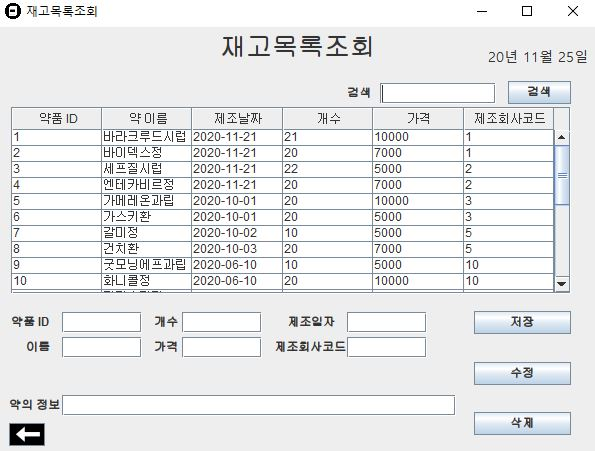 재고목록조회
재고목록조회
20년 11월 25일
검색 검색
약품 ID 약 이름 제조날짜 개수 가격 제조회사코드
1 바라크루드시럽 2020-11-21 21 10000 1
2 바이덱스정 2020-11-21 20 7000 1
3 세프질시럽 2020-11-21 22 5000 2
4 엔테카비르정 2020-11-21 20 7000 2
5 가메레온과립 2020-10-01 20 10000 3
6 가스키환 2020-10-01 20 5000 3
7 갈미정 2020-10-02 10 5000 5
8 건치환 2020-10-03 20 7000 5
9 굿모닝에프과립 2020-06-10 10 5000 10
10 화니콜정 2020-06-10 20 10000 10
약품 ID 개수 제조일자 저장
이름 가격 제조회사코드
수정
약의 정보
삭제